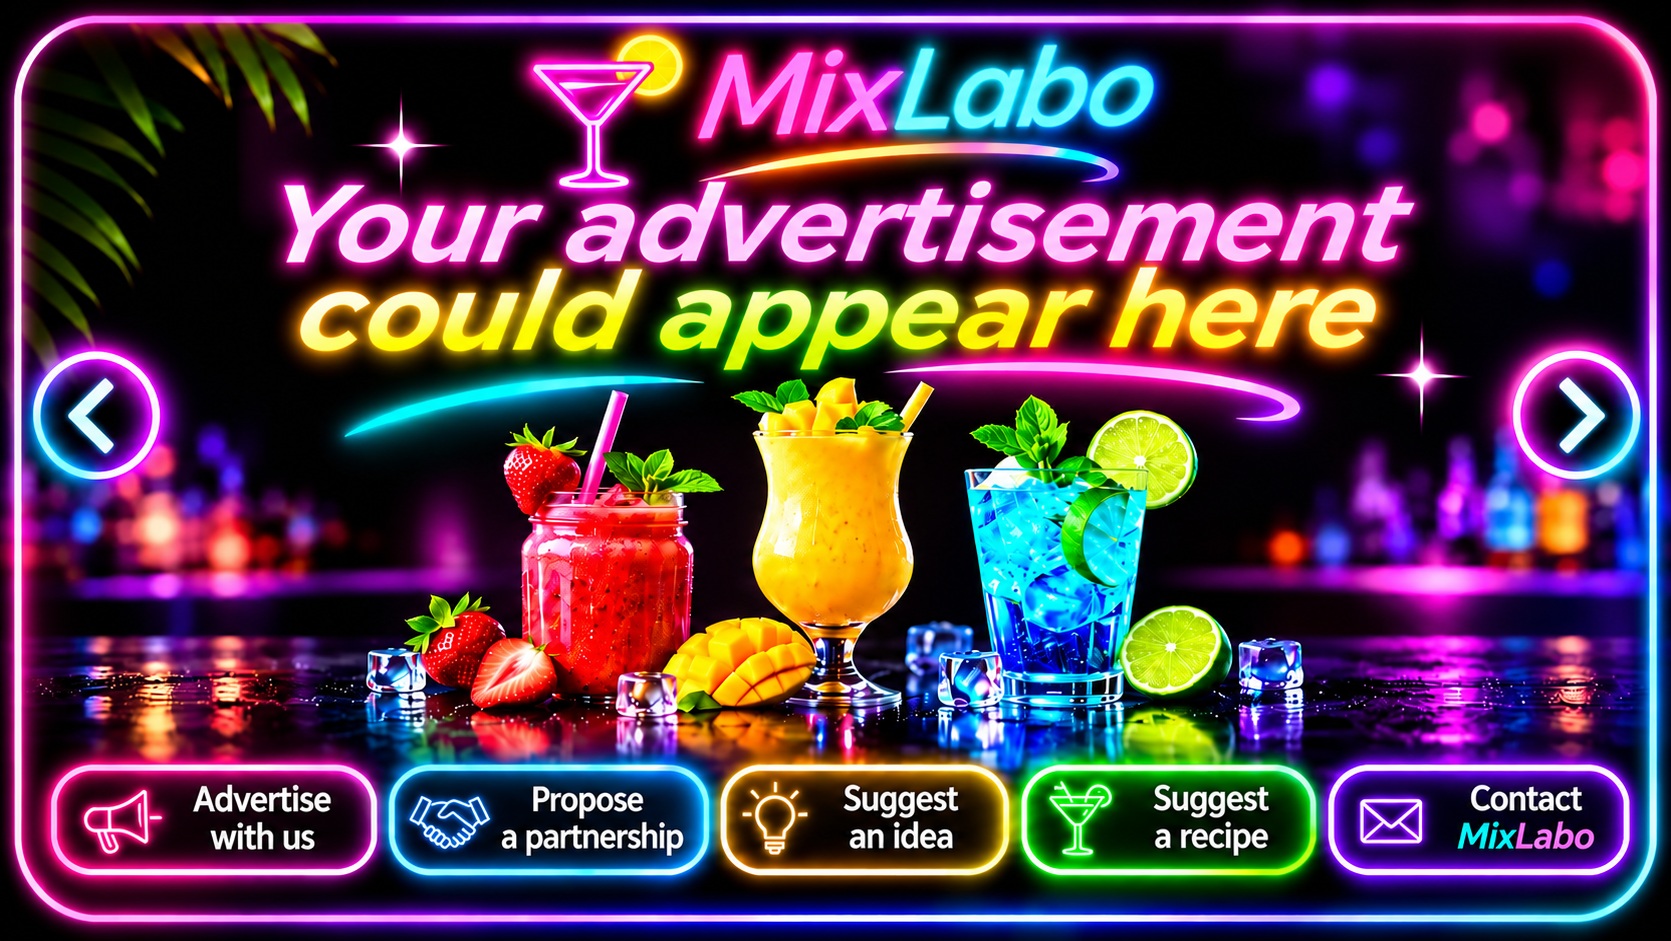 MixLabo
Your advertisement
could appear here
Advertise
with us
Propose
a partnership
Suggest
an idea
Suggest
a recipe
Contact
MixLabo